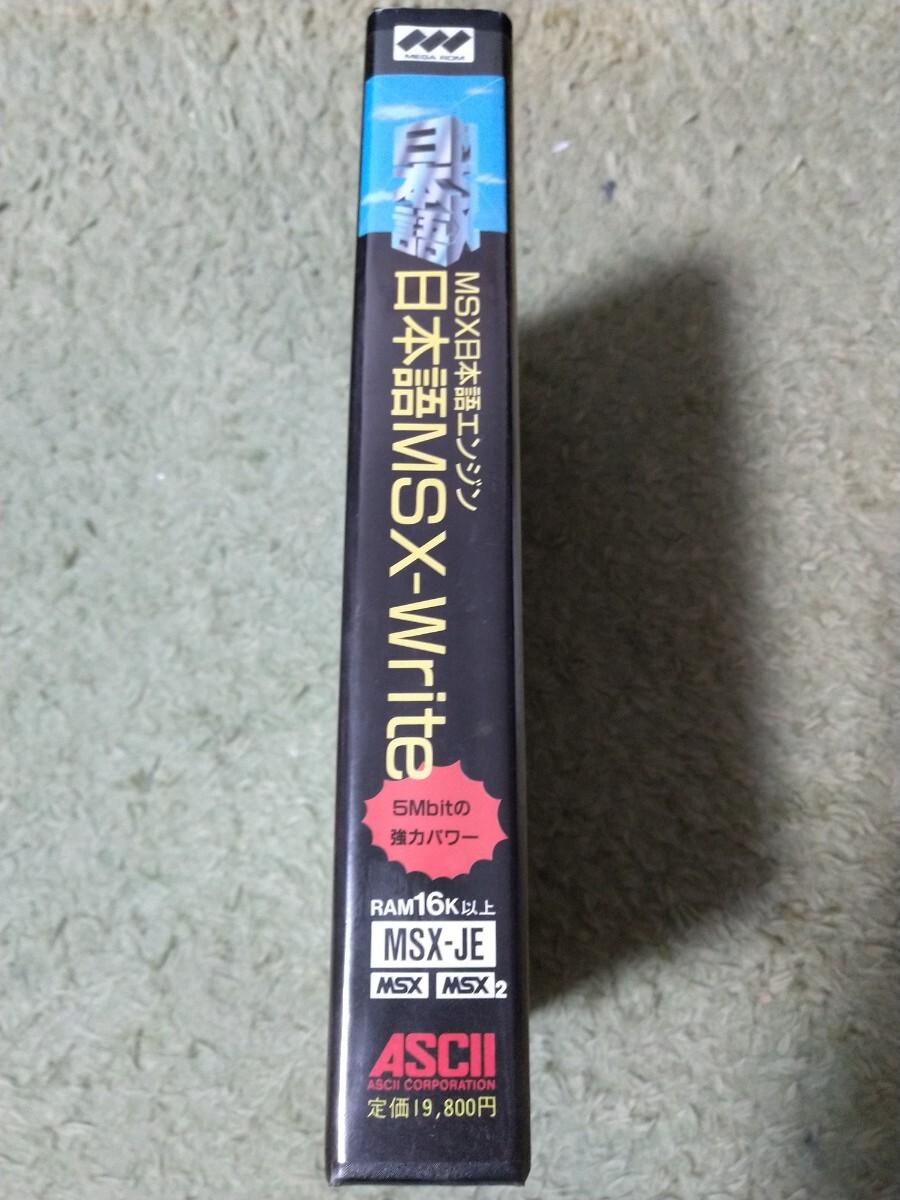 MEGA ROM
日本語
MSX日本語エンジン
日本語MSX-Write
5Mbitの
強力パワー
RAM16K以上
MSX-JE
MSX MSX2
ASCII
ASCII CORPORATION
定価19,800円